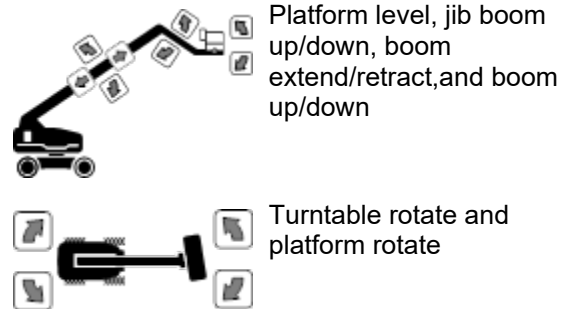 Platform level, jib boom
up/down, boom
extend/retract,and boom
up/down
Turntable rotate and
platform rotate